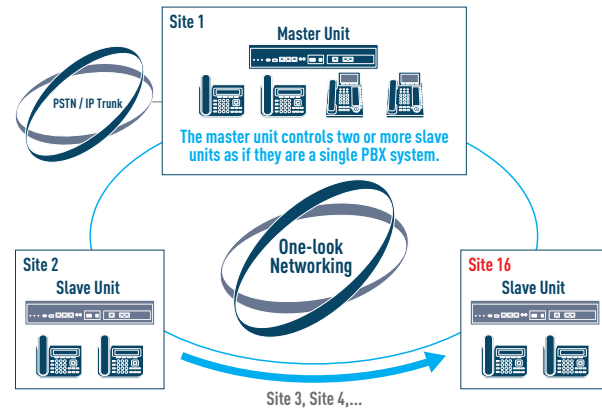 Site 1
Master Unit
PSTN / IP Trunk
The master unit controls two or more slave
units as if they are a single PBX system.
One-look
Networking
Site 2
Slave Unit
Site 16
Slave Unit
Site 3, Site 4,...